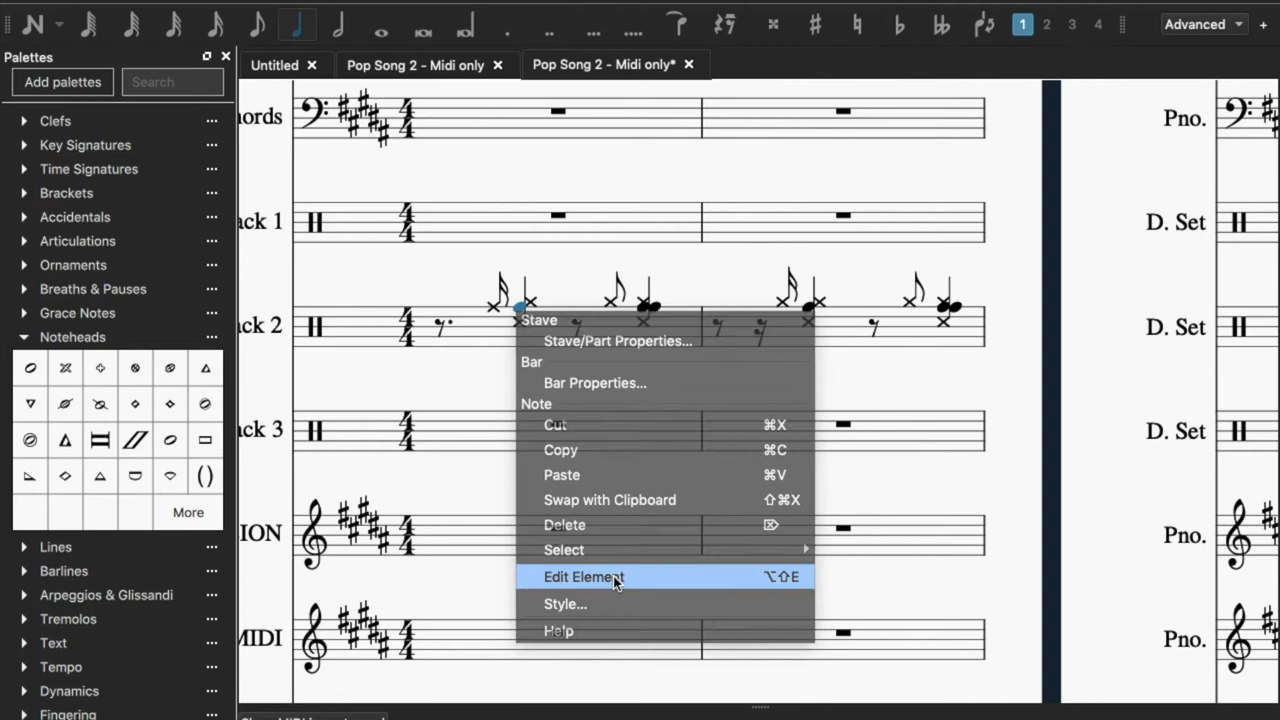 1 2 3 4 Advanced +
Palettes
Add palettes Search
Untitled Pop Song 2 - Midi only Pop Song 2 - Midi only*
Clefs
Key Signatures
Time Signatures
Brackets
Accidentals
Articulations
Ornaments
Breaths & Pauses
Grace Notes
Noteheads
More
Lines
Barlines
Arpeggios & Glissandi
Tremolos
Text
Tempo
Dynamics
Fingering
ords
ack 1
ack 2
ack 3
ION
MIDI
Stave
Stave/Part Properties...
Bar
Bar Properties...
Note
Cut ⌘X
Copy ⌘C
Paste ⌘V
Swap with Clipboard ⇧⌘X
Delete ⌦
Select
Edit Element ⌥⇧E
Style...
Help
Pno.
D. Set
D. Set
D. Set
Pno.
Pno.